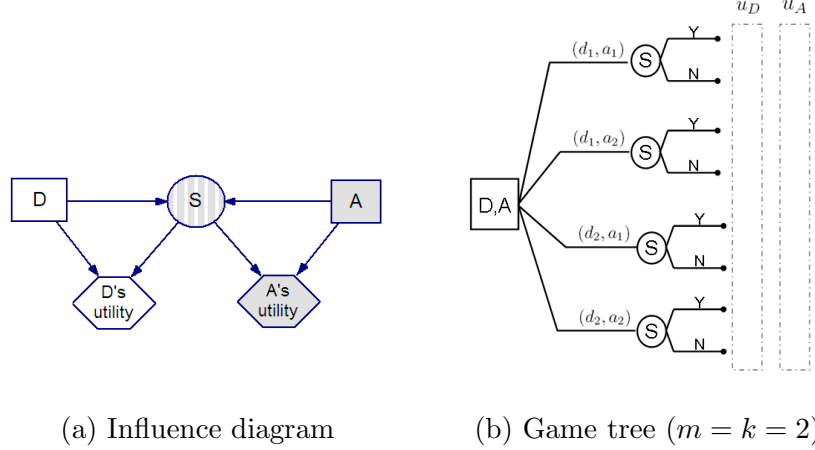 D
S
A
D's
utility
A's
utility
(a) Influence diagram
u_D u_A
(d_1, a_1)
S
Y
N
(d_1, a_2)
S
Y
N
D,A
(d_2, a_1)
S
Y
N
(d_2, a_2)
S
Y
N
(b) Game tree (m = k = 2)